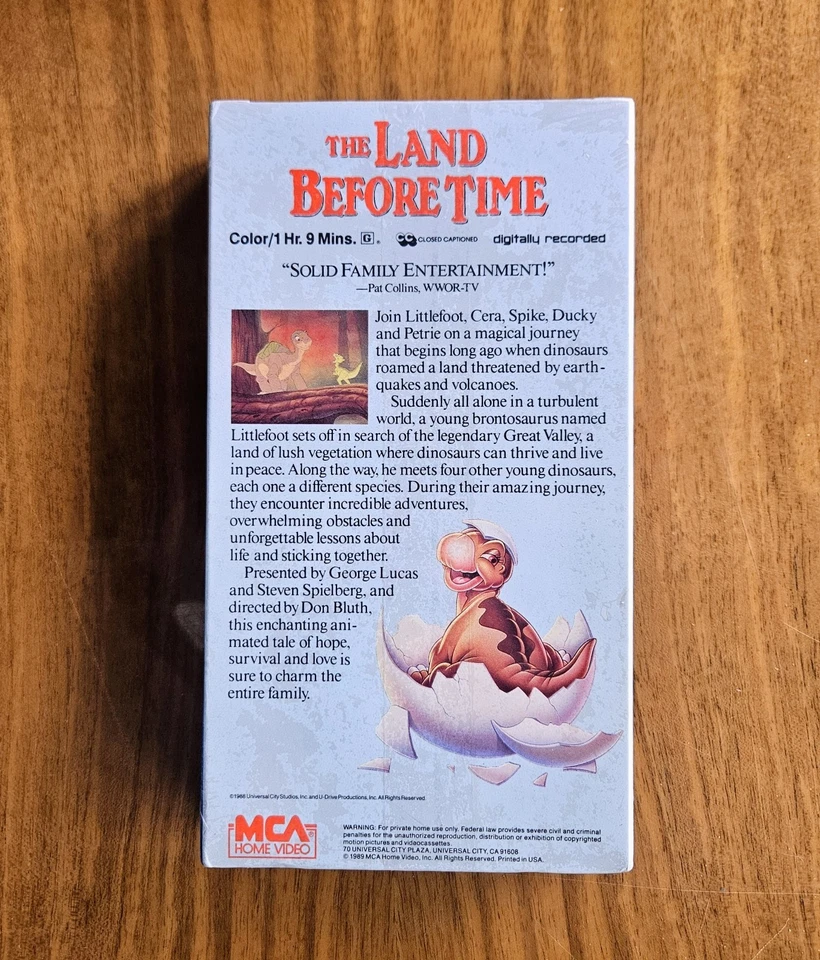 THE LAND
BEFORE TIME
Color/1 Hr. 9 Mins. G. CC CLOSED CAPTIONED digitally recorded
“SOLID FAMILY ENTERTAINMENT!”
—Pat Collins, WWOR-TV
Join Littlefoot, Cera, Spike, Ducky
and Petrie on a magical journey
that begins long ago when dinosaurs
roamed a land threatened by earth-
quakes and volcanoes.
Suddenly all alone in a turbulent
world, a young brontosaurus named
Littlefoot sets off in search of the legendary Great Valley, a
land of lush vegetation where dinosaurs can thrive and live
in peace. Along the way, he meets four other young dinosaurs,
each one a different species. During their amazing journey,
they encounter incredible adventures,
overwhelming obstacles and
unforgettable lessons about
life and sticking together.
Presented by George Lucas
and Steven Spielberg, and
directed by Don Bluth,
this enchanting ani-
mated tale of hope,
survival and love is
sure to charm the
entire family.
©1988 Universal City Studios, Inc. and U-Drive Productions, Inc. All Rights Reserved
MCA®
HOME VIDEO
WARNING: For private home use only. Federal law provides severe civil and criminal
penalties for the unauthorized reproduction, distribution or exhibition of copyrighted
motion pictures and videocassettes.
70 UNIVERSAL CITY PLAZA, UNIVERSAL CITY, CA 91608
© 1989 MCA Home Video, Inc. All Rights Reserved. Printed in USA.